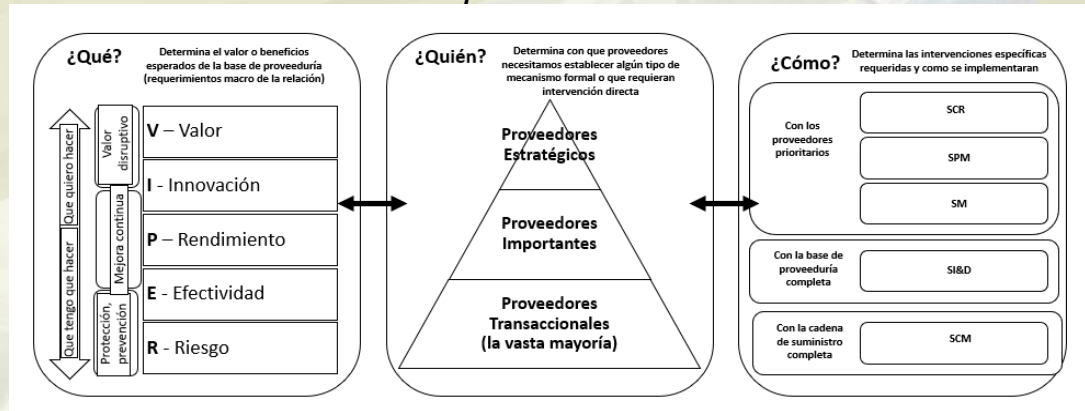 ¿Qué?
Determina el valor o beneficios
esperados de la base de proveeduría
(requerimientos macro de la relación)
Que quiero hacer
Que tengo que hacer
Valor
disruptivo
Mejora continua
Protección,
prevención
V – Valor
I - Innovación
P – Rendimiento
E - Efectividad
R - Riesgo
¿Quién?
Determina con que proveedores
necesitamos establecer algún tipo de
mecanismo formal o que requieran
intervención directa
Proveedores
Estratégicos
Proveedores
Importantes
Proveedores
Transaccionales
(la vasta mayoría)
¿Cómo?
Determina las intervenciones específicas
requeridas y como se implementaran
Con los
proveedores
prioritarios
SCR
SPM
SM
Con la base de
proveeduría
completa
SI&D
Con la cadena
de suministro
completa
SCM